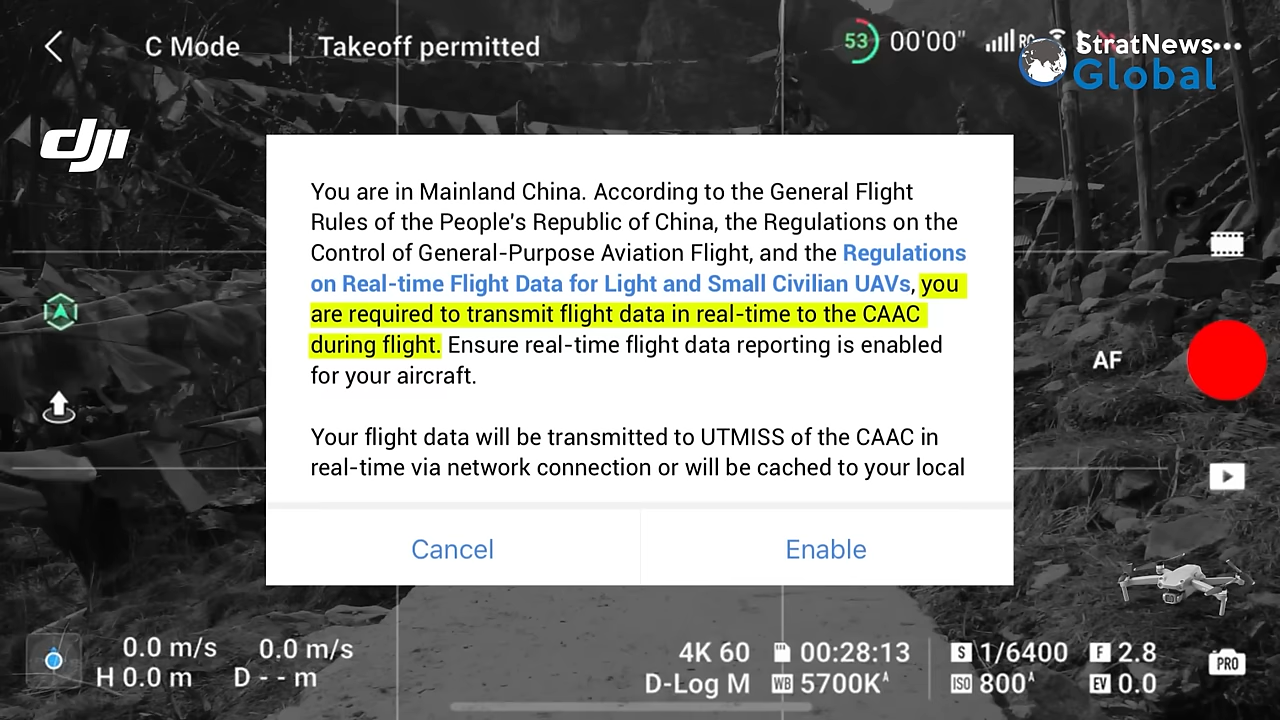 C Mode
Takeoff permitted
53
00'00"
StratNews
Global
dji
You are in Mainland China. According to the General Flight
Rules of the People's Republic of China, the Regulations on the
Control of General-Purpose Aviation Flight, and the Regulations
on Real-time Flight Data for Light and Small Civilian UAVs, you
are required to transmit flight data in real-time to the CAAC
during flight. Ensure real-time flight data reporting is enabled
for your aircraft.
Your flight data will be transmitted to UTMISS of the CAAC in
real-time via network connection or will be cached to your local
Cancel
Enable
AF
0.0 m/s
0.0 m/s
H 0.0 m
D - - m
4K 60
00:28:13
S 1/6400
F 2.8
D-Log M
WB 5700K A
ISO 800 A
EV 0.0
PRO